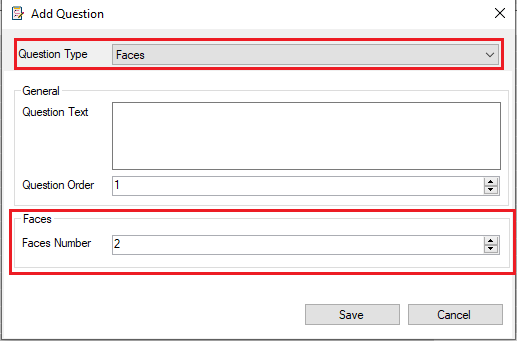 Add Question
Question Type Faces
General
Question Text
Question Order 1
Faces
Faces Number 2
Save Cancel